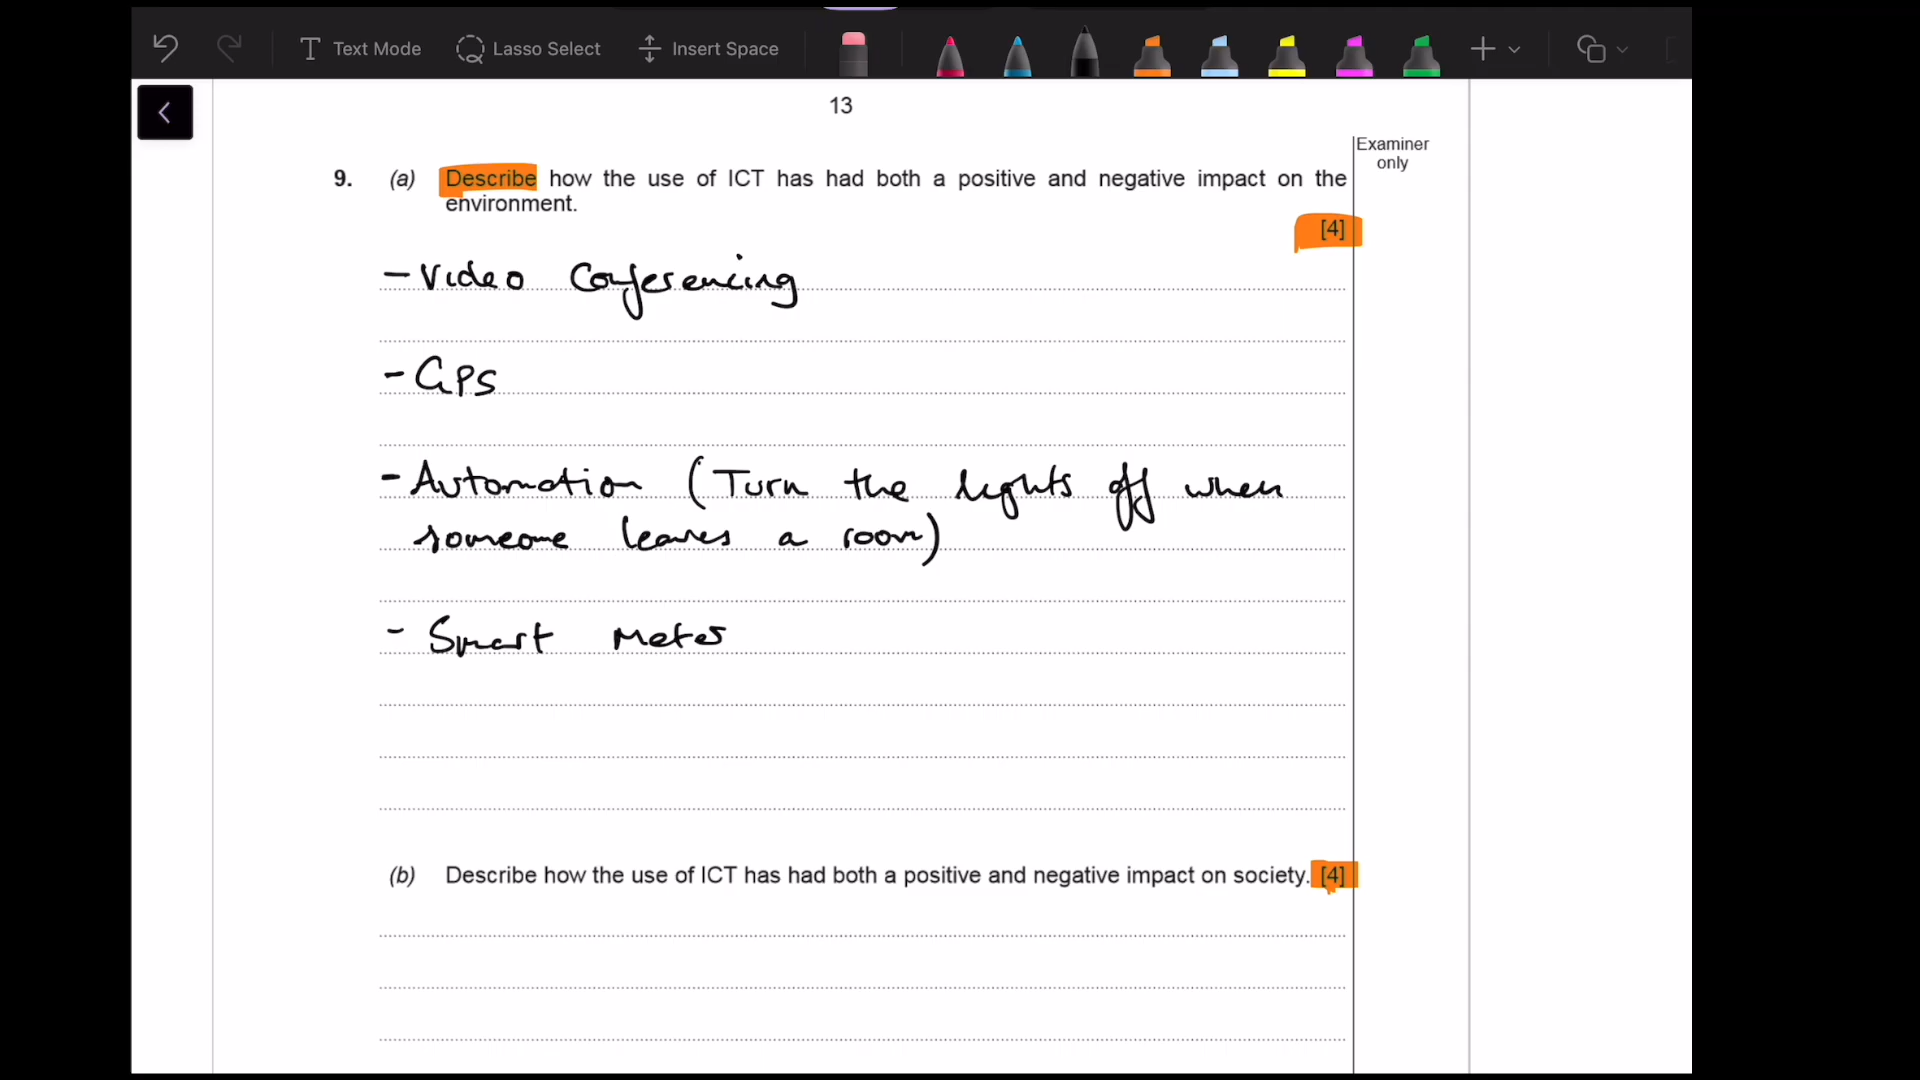 Text Mode Lasso Select Insert Space
13
Examiner
only
9. (a) Describe how the use of ICT has had both a positive and negative impact on the
environment.
[4]
- Video Conferencing
- GPS
- Automation (Turn the lights off when
someone leaves a room)
- Smart Meter
(b) Describe how the use of ICT has had both a positive and negative impact on society. [4]